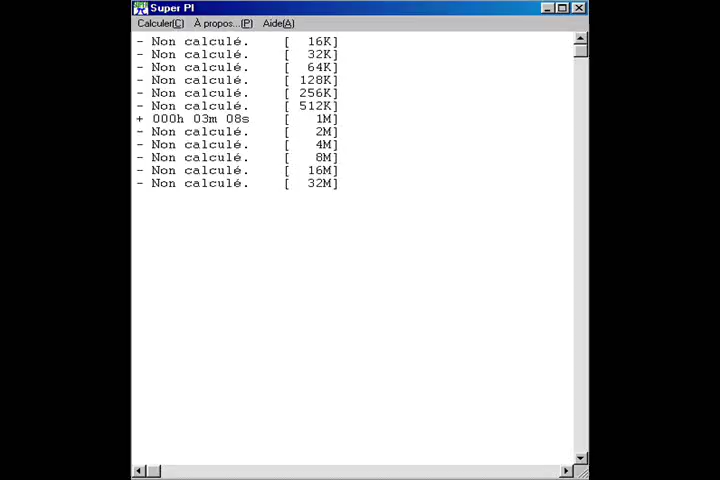 Super PI
Calculer(C) À propos...(P) Aide(A)
- Non calculé. [ 16K]
- Non calculé. [ 32K]
- Non calculé. [ 64K]
- Non calculé. [ 128K]
- Non calculé. [ 256K]
- Non calculé. [ 512K]
+ 000h 03m 08s [ 1M]
- Non calculé. [ 2M]
- Non calculé. [ 4M]
- Non calculé. [ 8M]
- Non calculé. [ 16M]
- Non calculé. [ 32M]